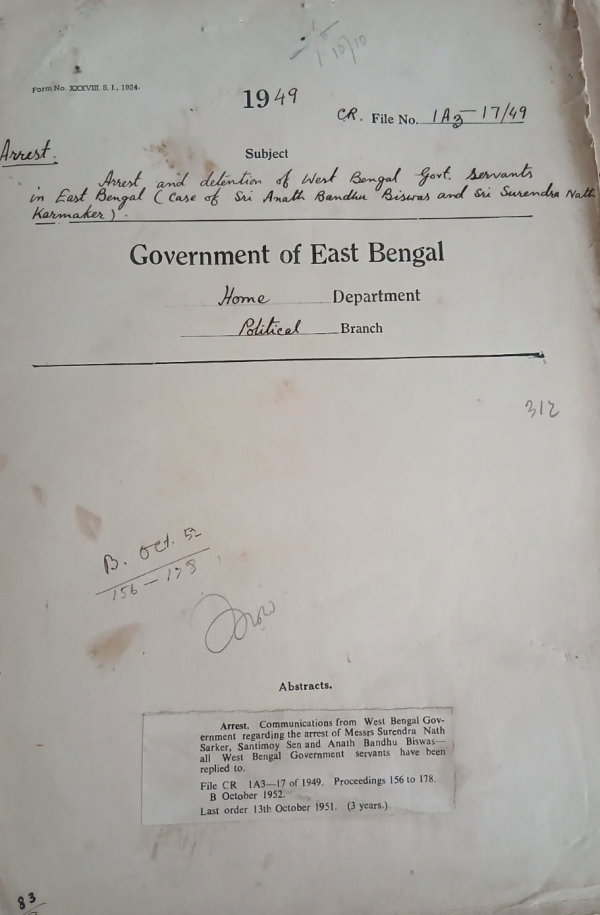 10/10
Form No. XXXVIII. S. I., 1924.
1949
CR. File No. 1A3-17/49
Arrest.
Subject
Arrest and detention of West Bengal Govt. Servants
in East Bengal (Case of Sri Anath Bandhu Biswas and Sri Surendra Nath
Karmaker).
Government of East Bengal
Home Department
Political Branch
312
B. Oct. 52
156-178
Abstracts.
Arrest. Communications from West Bengal Gov-
ernment regarding the arrest of Messrs Surendra Nath
Sarker, Santimoy Sen and Anath Bandhu Biswas—
all West Bengal Government servants have been
replied to.
File CR 1A3—17 of 1949. Proceedings 156 to 178.
B October 1952.
Last order 13th October 1951. (3 years.)
83